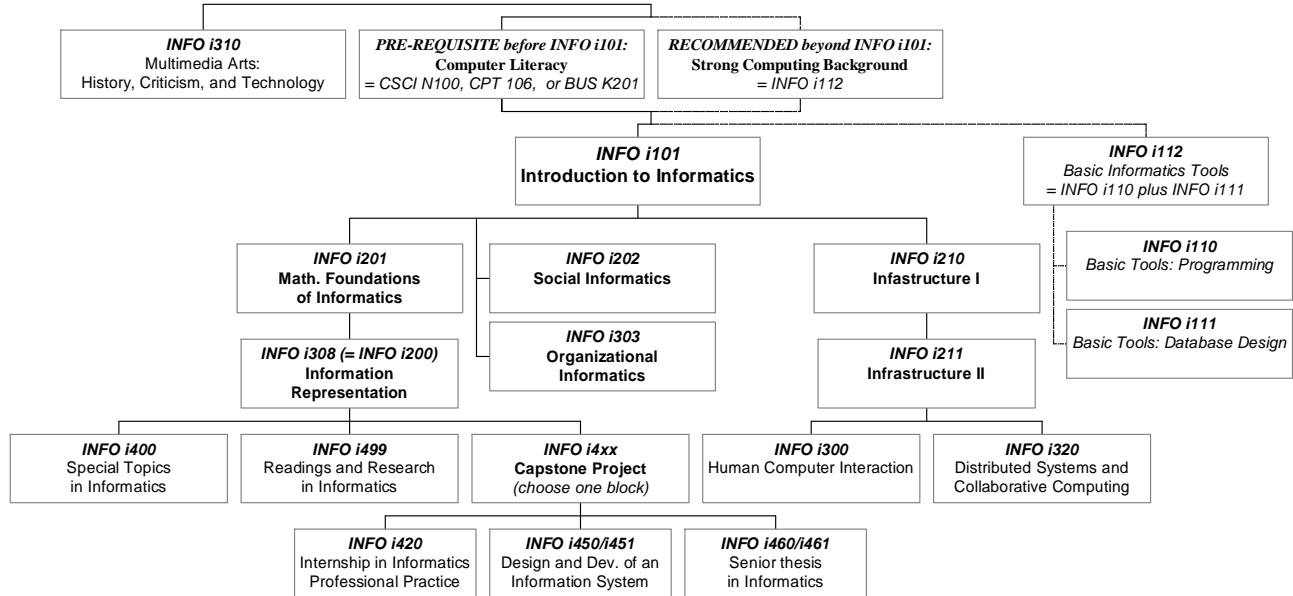 INFO i310
Multimedia Arts:
History, Criticism, and Technology
PRE-REQUISITE before INFO i101:
Computer Literacy
= CSCI N100, CPT 106, or BUS K201
RECOMMENDED beyond INFO i101:
Strong Computing Background
= INFO i112
INFO i101
Introduction to Informatics
INFO i112
Basic Informatics Tools
= INFO i110 plus INFO i111
INFO i110
Basic Tools: Programming
INFO i111
Basic Tools: Database Design
INFO i201
Math. Foundations
of Informatics
INFO i202
Social Informatics
INFO i210
Infastructure I
INFO i308 (= INFO i200)
Information
Representation
INFO i303
Organizational
Informatics
INFO i211
Infrastructure II
INFO i400
Special Topics
in Informatics
INFO i499
Readings and Research
in Informatics
INFO i4xx
Capstone Project
(choose one block)
INFO i300
Human Computer Interaction
INFO i320
Distributed Systems and
Collaborative Computing
INFO i420
Internship in Informatics
Professional Practice
INFO i450/i451
Design and Dev. of an
Information System
INFO i460/i461
Senior thesis
in Informatics